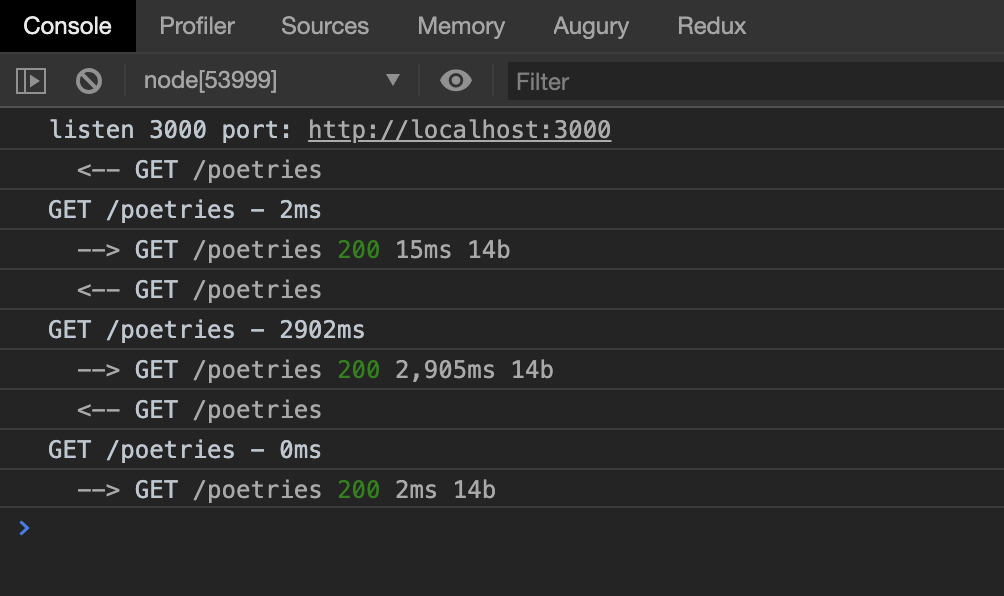 Console Profiler Sources Memory Augury Redux
node[53999] Filter
listen 3000 port: http://localhost:3000
<-- GET /poetries
GET /poetries - 2ms
--> GET /poetries 200 15ms 14b
<-- GET /poetries
GET /poetries - 2902ms
--> GET /poetries 200 2,905ms 14b
<-- GET /poetries
GET /poetries - 0ms
--> GET /poetries 200 2ms 14b